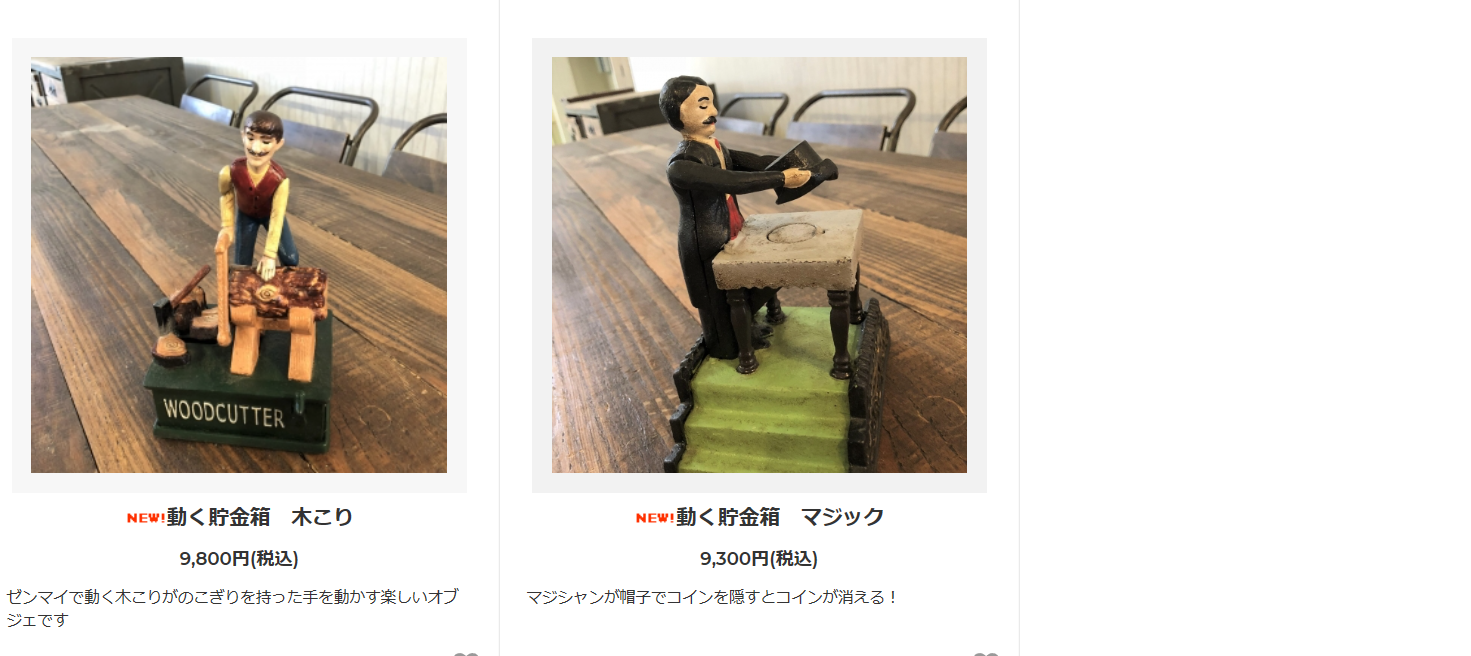 WOODCUTTER
NEW!動く貯金箱　木こり
9,800円(税込)
ゼンマイで動く木こりがのこぎりを持った手を動かす楽しいオブ
ジェです
NEW!動く貯金箱　マジック
9,300円(税込)
マジシャンが帽子でコインを隠すとコインが消える！